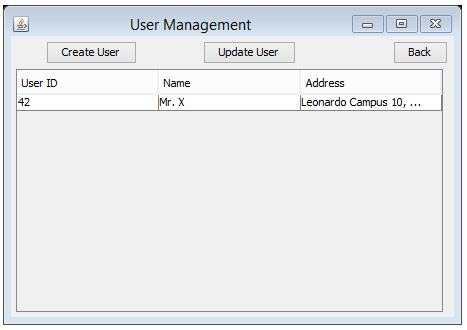 User Management
Create User Update User Back
User ID Name Address
42 Mr. X Leonardo Campus 10, ...